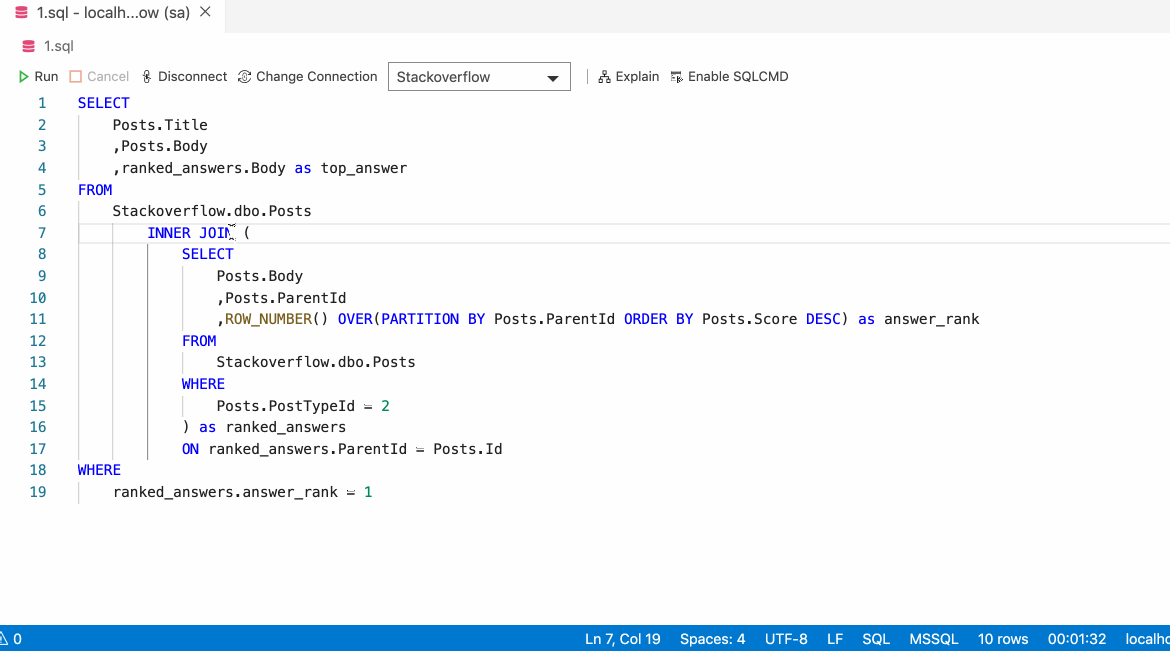 1.sql - localh...ow (sa)
1.sql
Run Cancel Disconnect Change Connection Stackoverflow Explain Enable SQLCMD
1 SELECT
2 Posts.Title
3 ,Posts.Body
4 ,ranked_answers.Body as top_answer
5 FROM
6 Stackoverflow.dbo.Posts
7 INNER JOIN (
8 SELECT
9 Posts.Body
10 ,Posts.ParentId
11 ,ROW_NUMBER() OVER(PARTITION BY Posts.ParentId ORDER BY Posts.Score DESC) as answer_rank
12 FROM
13 Stackoverflow.dbo.Posts
14 WHERE
15 Posts.PostTypeId = 2
16 ) as ranked_answers
17 ON ranked_answers.ParentId = Posts.Id
18 WHERE
19 ranked_answers.answer_rank = 1
0 Ln 7, Col 19 Spaces: 4 UTF-8 LF SQL MSSQL 10 rows 00:01:32 localho